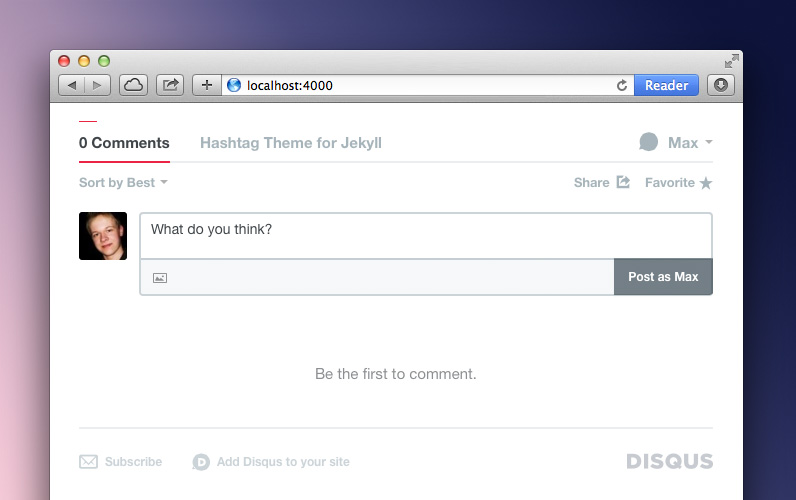 localhost:4000
Reader
0 Comments
Hashtag Theme for Jekyll
Max
Sort by Best
Share
Favorite
What do you think?
Post as Max
Be the first to comment.
Subscribe
D Add Disqus to your site
DISQUS